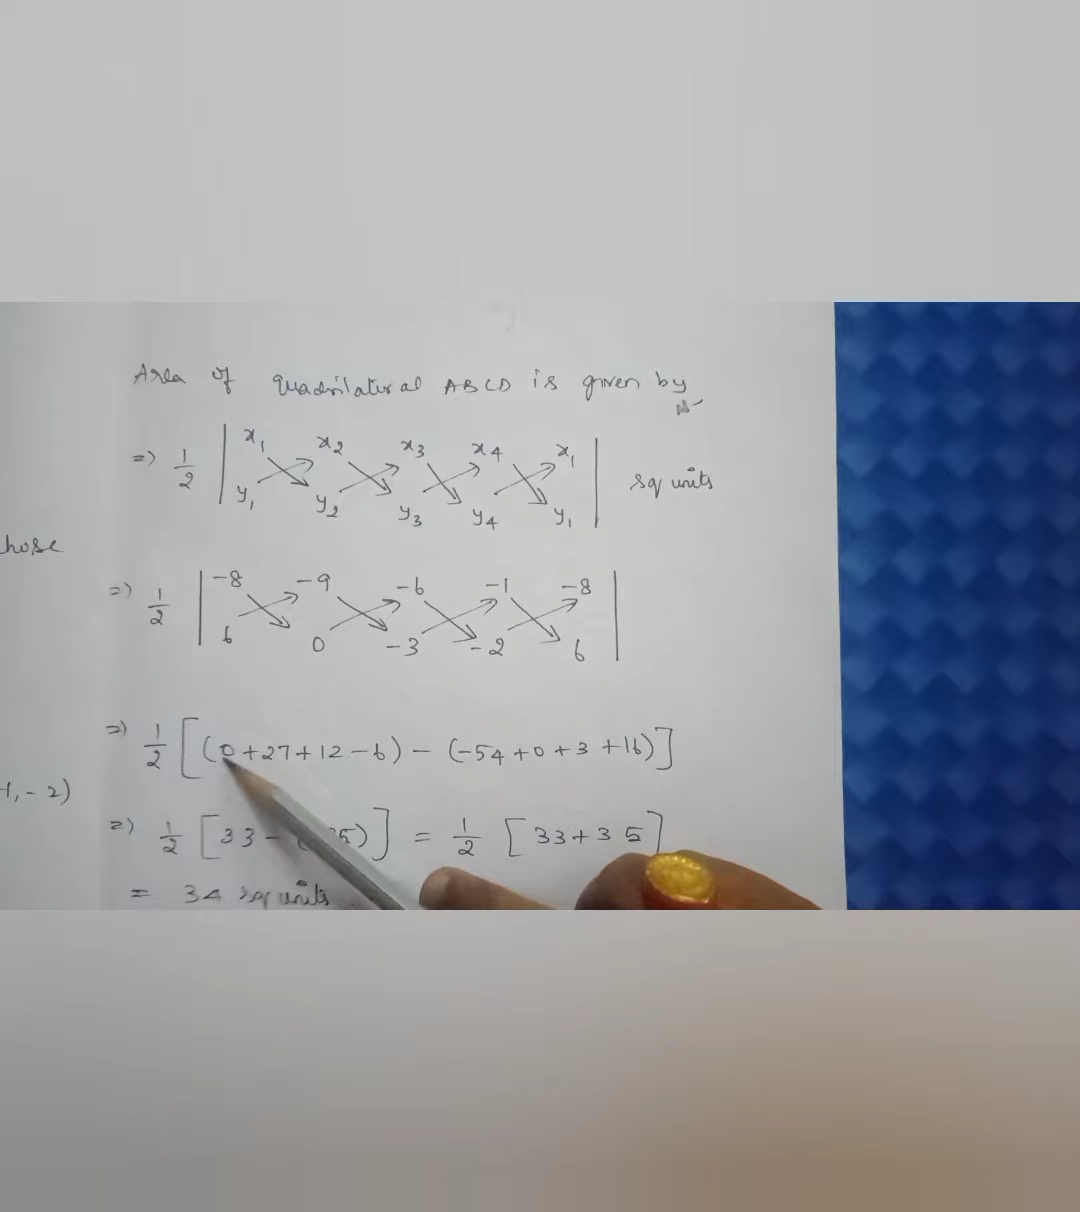 Area of quadrilateral ABCD is given by
=) 1/2 | x1 x2 x3 x4 x1 | sq units
y1 y2 y3 y4 y1
hose
=) 1/2 | -8 -9 -6 -1 -8 |
6 0 -3 -2 6
=) 1/2 [(0+27+12-6) - (-54+0+3+16)]
-1, -2)
=) 1/2 [33 - ( 35)] = 1/2 [33+35]
= 34 sq units